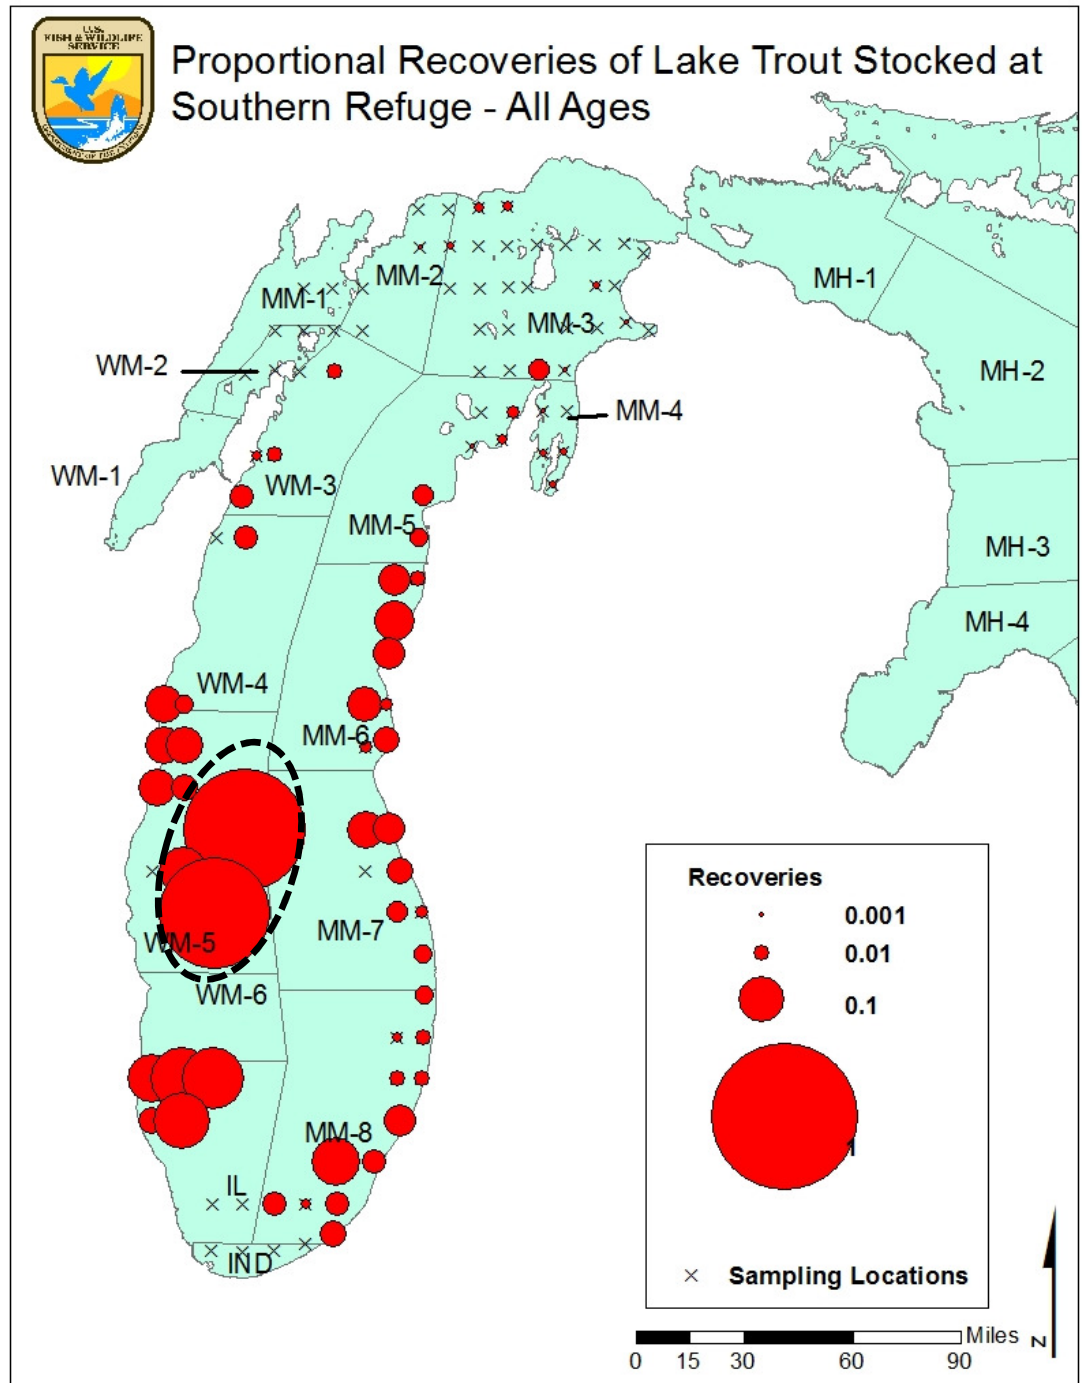 U.S.
FISH & WILDLIFE
SERVICE
Proportional Recoveries of Lake Trout Stocked at
Southern Refuge - All Ages
MM-2
MM-1
MH-1
MM-3
WM-2
MH-2
MM-4
WM-1
WM-3
MM-5
MH-3
MH-4
WM-4
MM-6
MM-7
WM-5
WM-6
MM-8
IL
IND
Recoveries
0.001
0.01
0.1
1
Sampling Locations
Miles
0 15 30 60 90
N